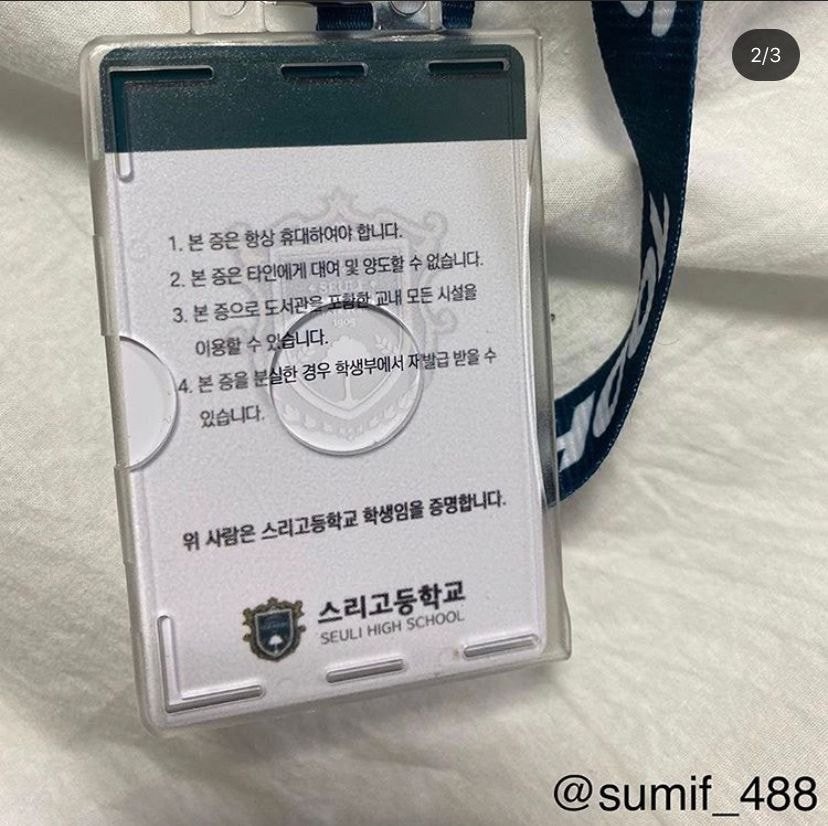 2/3
1. 본 증은 항상 휴대하여야 합니다.
2. 본 증은 타인에게 대여 및 양도할 수 없습니다.
3. 본 증으로 도서관을 포함한 교내 모든 시설을
이용할 수 있습니다.
4. 본 증을 분실한 경우 학생부에서 재발급 받을 수
있습니다.
SEULI
1905
위 사람은 스리고등학교 학생임을 증명합니다.
스리고등학교
SEULI HIGH SCHOOL
@sumif_488